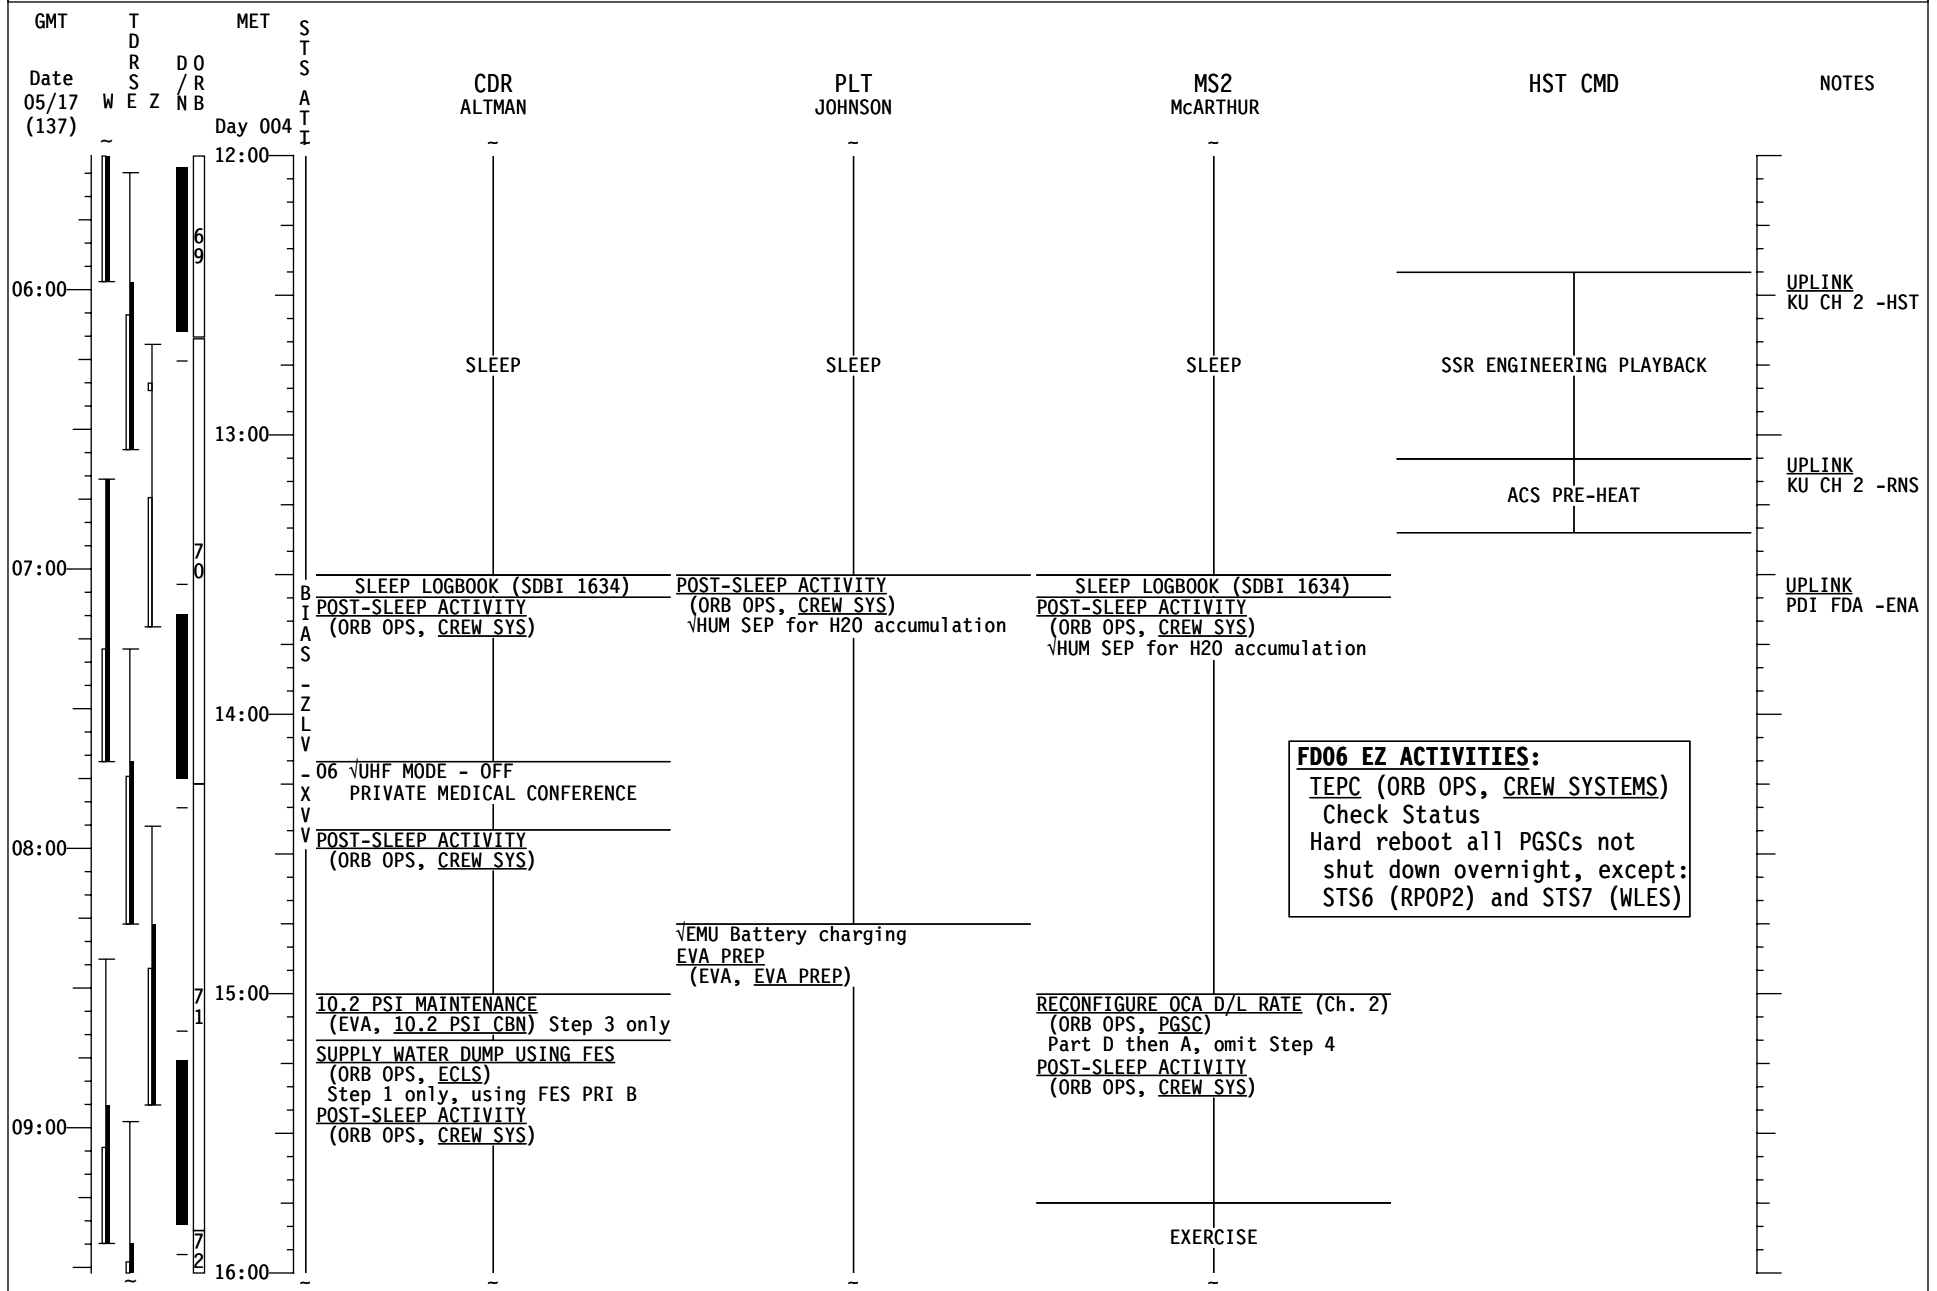 GMT
T
D
R
S
MET
S
T
S
A
T
T
Date
05/17
(137)
W E Z
D
/
N
O
R
B
Day 004
CDR
ALTMAN
PLT
JOHNSON
MS2
McARTHUR
HST CMD
NOTES
~
~
~
~
~
12:00
6
9
06:00
UPLINK
KU CH 2 -HST
SLEEP
SLEEP
SLEEP
SSR ENGINEERING PLAYBACK
13:00
UPLINK
KU CH 2 -RNS
ACS PRE-HEAT
7
0
07:00
B
I
A
S
-
Z
L
V
-
X
V
V
SLEEP LOGBOOK (SDBI 1634)
POST-SLEEP ACTIVITY
(ORB OPS, CREW SYS)
POST-SLEEP ACTIVITY
(ORB OPS, CREW SYS)
√HUM SEP for H2O accumulation
SLEEP LOGBOOK (SDBI 1634)
POST-SLEEP ACTIVITY
(ORB OPS, CREW SYS)
√HUM SEP for H2O accumulation
UPLINK
PDI FDA -ENA
14:00
06 √UHF MODE - OFF
PRIVATE MEDICAL CONFERENCE
POST-SLEEP ACTIVITY
(ORB OPS, CREW SYS)
FD06 EZ ACTIVITIES:
TEPC (ORB OPS, CREW SYSTEMS)
Check Status
Hard reboot all PGSCs not
shut down overnight, except:
STS6 (RPOP2) and STS7 (WLES)
08:00
√EMU Battery charging
EVA PREP
(EVA, EVA PREP)
15:00
7
1
10.2 PSI MAINTENANCE
(EVA, 10.2 PSI CBN) Step 3 only
SUPPLY WATER DUMP USING FES
(ORB OPS, ECLS)
Step 1 only, using FES PRI B
POST-SLEEP ACTIVITY
(ORB OPS, CREW SYS)
RECONFIGURE OCA D/L RATE (Ch. 2)
(ORB OPS, PGSC)
Part D then A, omit Step 4
POST-SLEEP ACTIVITY
(ORB OPS, CREW SYS)
09:00
EXERCISE
7
2
16:00
~
~
~
~
~